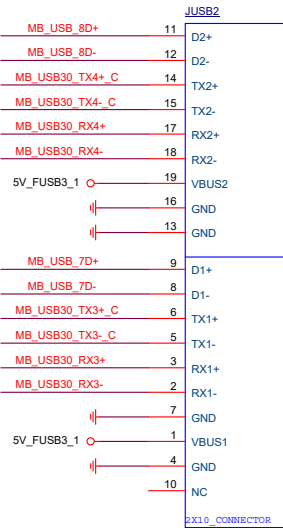 JUSB2
MB_USB_8D+ 11 D2+
MB_USB_8D- 12 D2-
MB_USB30_TX4+_C 14 TX2+
MB_USB30_TX4-_C 15 TX2-
MB_USB30_RX4+ 17 RX2+
MB_USB30_RX4- 18 RX2-
5V_FUSB3_1 19 VBUS2
16 GND
13 GND
MB_USB_7D+ 9 D1+
MB_USB_7D- 8 D1-
MB_USB30_TX3+_C 6 TX1+
MB_USB30_TX3-_C 5 TX1-
MB_USB30_RX3+ 3 RX1+
MB_USB30_RX3- 2 RX1-
7 GND
5V_FUSB3_1 1 VBUS1
4 GND
10 NC
2X10_CONNECTOR